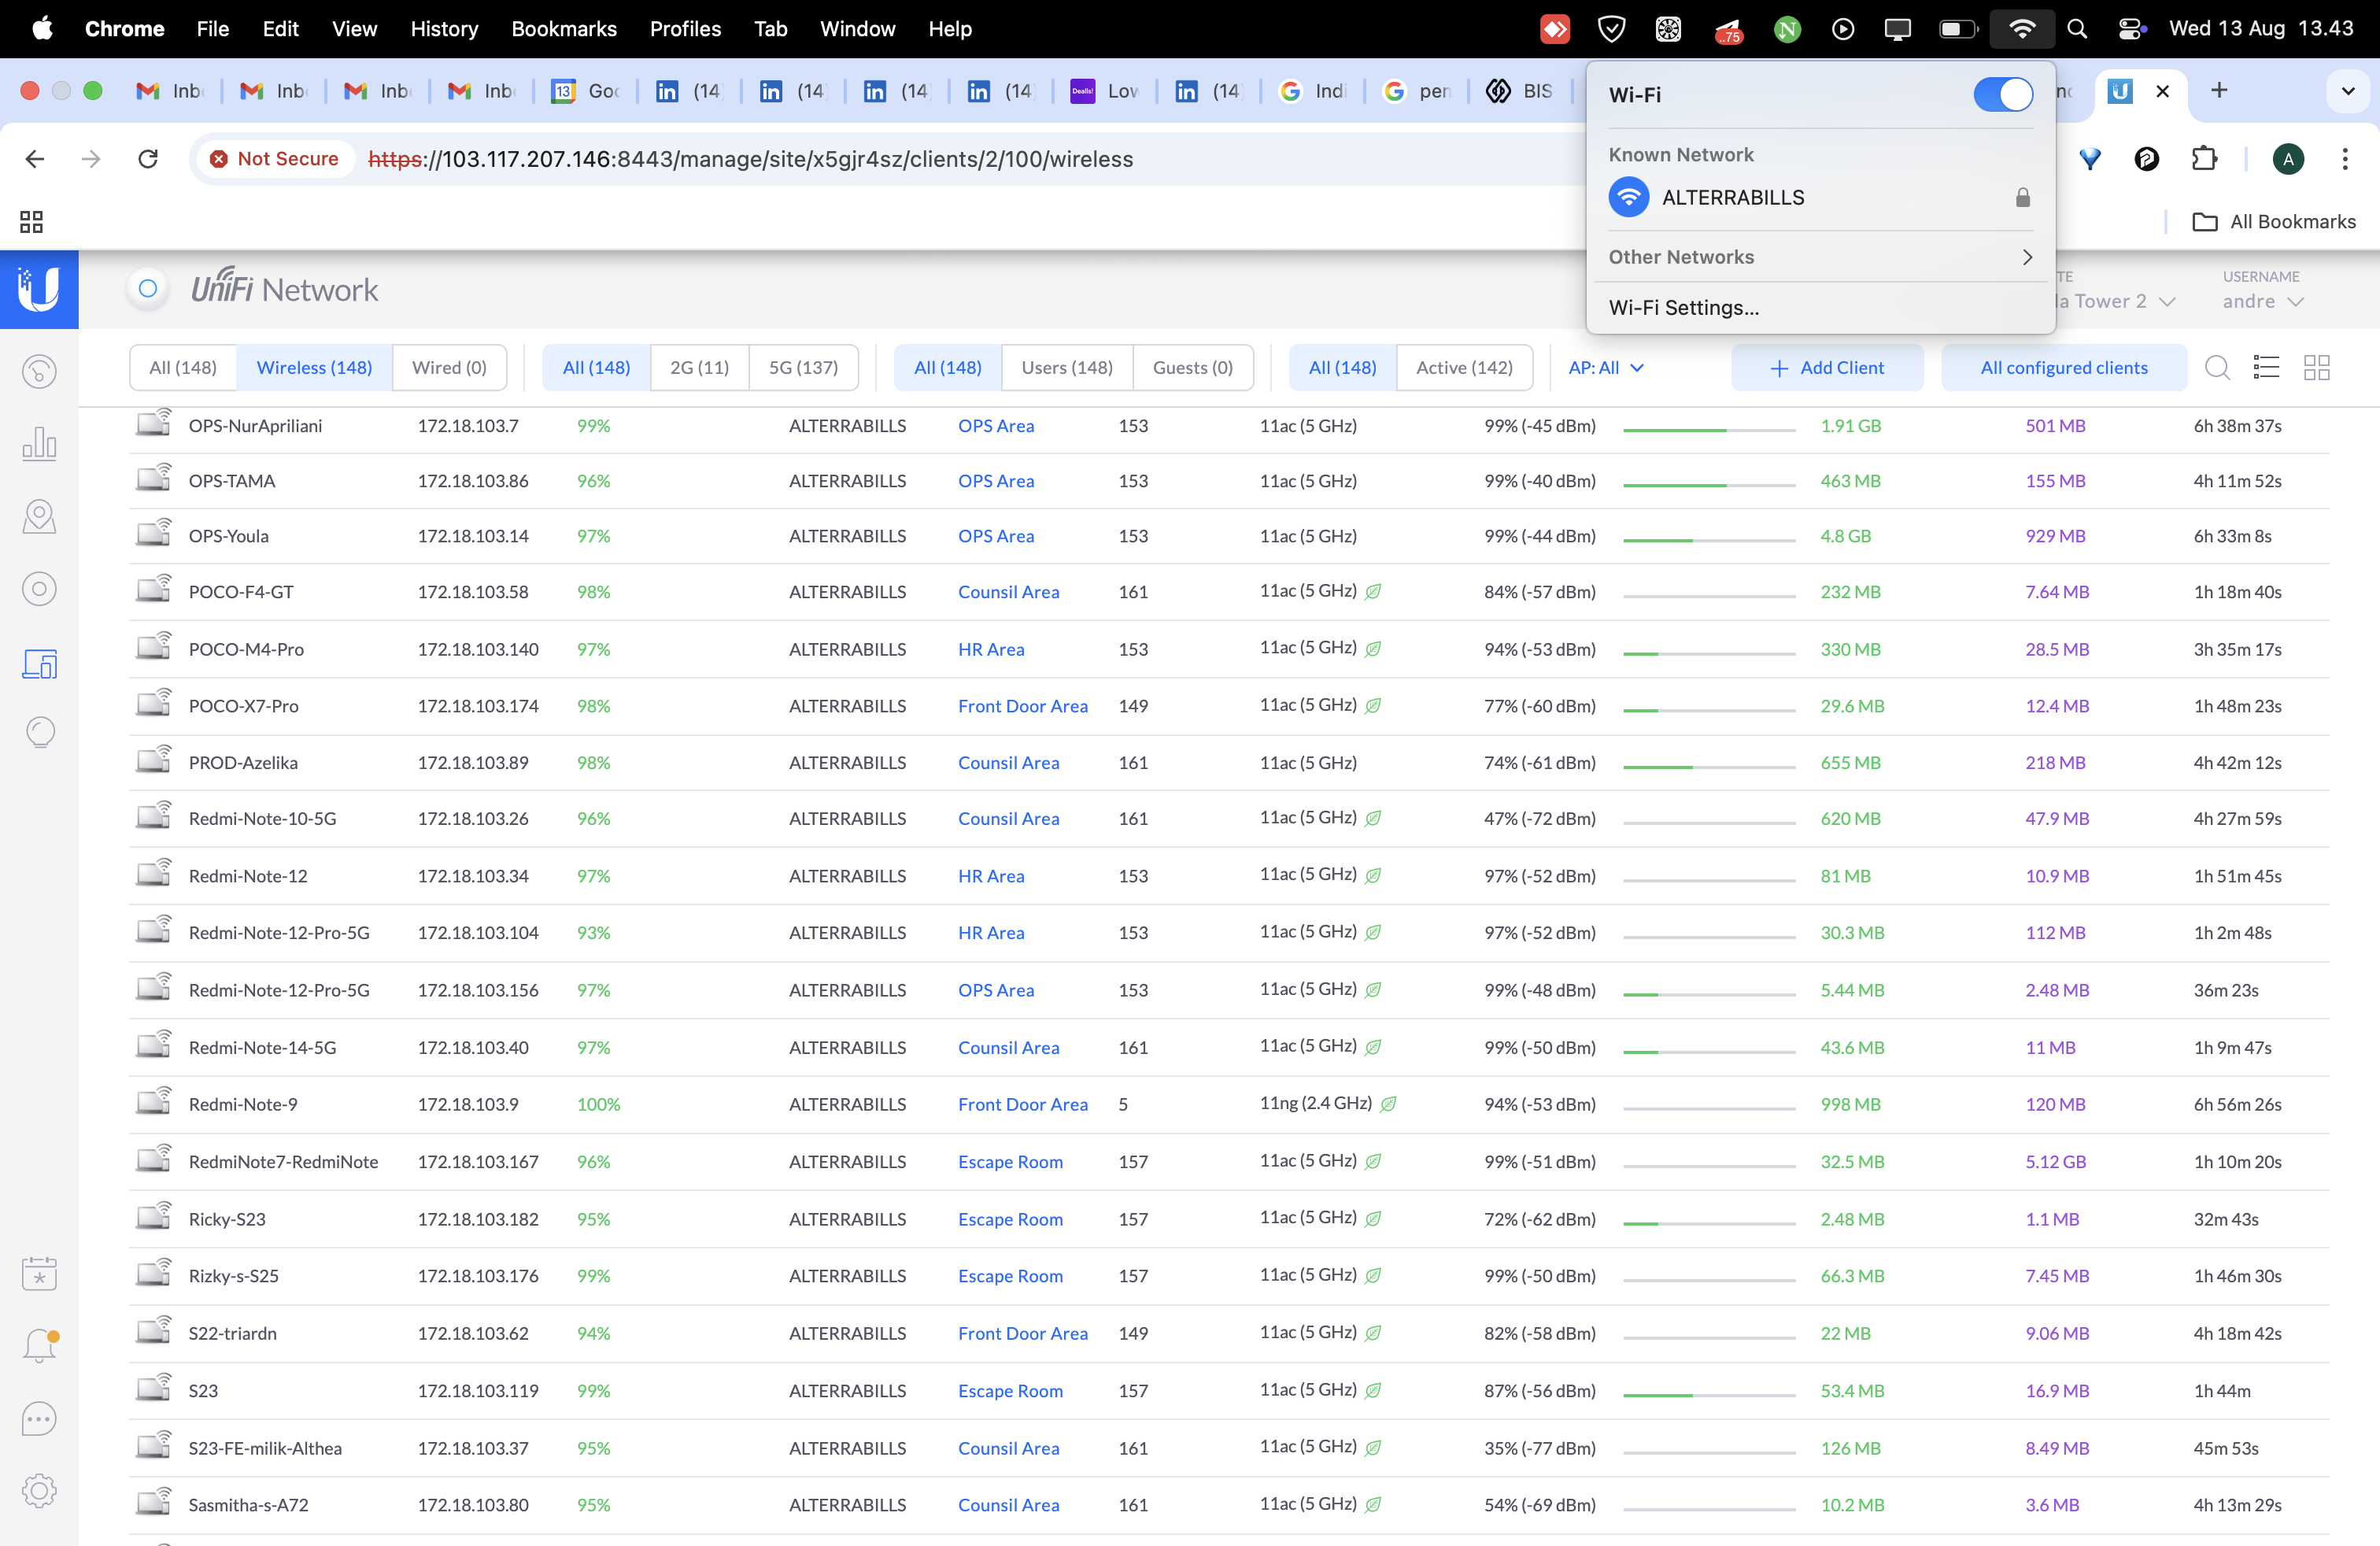 Chrome File Edit View History Bookmarks Profiles Tab Window Help ..75 N Wed 13 Aug 13.43
Inb Inb Inb Inb 13 Go (14 (14 (14 (14 Dealls! Low (14 Indi pen BIS
Not Secure https://103.117.207.146:8443/manage/site/x5gjr4sz/clients/2/100/wireless A
All Bookmarks
Wi-Fi
Known Network
ALTERRABILLS
Other Networks
Wi-Fi Settings...
UniFi Network
TE
la Tower 2
USERNAME
andre
All (148) Wireless (148) Wired (0) All (148) 2G (11) 5G (137) All (148) Users (148) Guests (0) All (148) Active (142) AP: All + Add Client All configured clients
OPS-NurApriliani 172.18.103.7 99% ALTERRABILLS OPS Area 153 11ac (5 GHz) 99% (-45 dBm) 1.91 GB 501 MB 6h 38m 37s
OPS-TAMA 172.18.103.86 96% ALTERRABILLS OPS Area 153 11ac (5 GHz) 99% (-40 dBm) 463 MB 155 MB 4h 11m 52s
OPS-Youla 172.18.103.14 97% ALTERRABILLS OPS Area 153 11ac (5 GHz) 99% (-44 dBm) 4.8 GB 929 MB 6h 33m 8s
POCO-F4-GT 172.18.103.58 98% ALTERRABILLS Counsil Area 161 11ac (5 GHz) 84% (-57 dBm) 232 MB 7.64 MB 1h 18m 40s
POCO-M4-Pro 172.18.103.140 97% ALTERRABILLS HR Area 153 11ac (5 GHz) 94% (-53 dBm) 330 MB 28.5 MB 3h 35m 17s
POCO-X7-Pro 172.18.103.174 98% ALTERRABILLS Front Door Area 149 11ac (5 GHz) 77% (-60 dBm) 29.6 MB 12.4 MB 1h 48m 23s
PROD-Azelika 172.18.103.89 98% ALTERRABILLS Counsil Area 161 11ac (5 GHz) 74% (-61 dBm) 655 MB 218 MB 4h 42m 12s
Redmi-Note-10-5G 172.18.103.26 96% ALTERRABILLS Counsil Area 161 11ac (5 GHz) 47% (-72 dBm) 620 MB 47.9 MB 4h 27m 59s
Redmi-Note-12 172.18.103.34 97% ALTERRABILLS HR Area 153 11ac (5 GHz) 97% (-52 dBm) 81 MB 10.9 MB 1h 51m 45s
Redmi-Note-12-Pro-5G 172.18.103.104 93% ALTERRABILLS HR Area 153 11ac (5 GHz) 97% (-52 dBm) 30.3 MB 112 MB 1h 2m 48s
Redmi-Note-12-Pro-5G 172.18.103.156 97% ALTERRABILLS OPS Area 153 11ac (5 GHz) 99% (-48 dBm) 5.44 MB 2.48 MB 36m 23s
Redmi-Note-14-5G 172.18.103.40 97% ALTERRABILLS Counsil Area 161 11ac (5 GHz) 99% (-50 dBm) 43.6 MB 11 MB 1h 9m 47s
Redmi-Note-9 172.18.103.9 100% ALTERRABILLS Front Door Area 5 11ng (2.4 GHz) 94% (-53 dBm) 998 MB 120 MB 6h 56m 26s
RedmiNote7-RedmiNote 172.18.103.167 96% ALTERRABILLS Escape Room 157 11ac (5 GHz) 99% (-51 dBm) 32.5 MB 5.12 GB 1h 10m 20s
Ricky-S23 172.18.103.182 95% ALTERRABILLS Escape Room 157 11ac (5 GHz) 72% (-62 dBm) 2.48 MB 1.1 MB 32m 43s
Rizky-s-S25 172.18.103.176 99% ALTERRABILLS Escape Room 157 11ac (5 GHz) 99% (-50 dBm) 66.3 MB 7.45 MB 1h 46m 30s
S22-triardn 172.18.103.62 94% ALTERRABILLS Front Door Area 149 11ac (5 GHz) 82% (-58 dBm) 22 MB 9.06 MB 4h 18m 42s
S23 172.18.103.119 99% ALTERRABILLS Escape Room 157 11ac (5 GHz) 87% (-56 dBm) 53.4 MB 16.9 MB 1h 44m
S23-FE-milik-Althea 172.18.103.37 95% ALTERRABILLS Counsil Area 161 11ac (5 GHz) 35% (-77 dBm) 126 MB 8.49 MB 45m 53s
Sasmitha-s-A72 172.18.103.80 95% ALTERRABILLS Counsil Area 161 11ac (5 GHz) 54% (-69 dBm) 10.2 MB 3.6 MB 4h 13m 29s